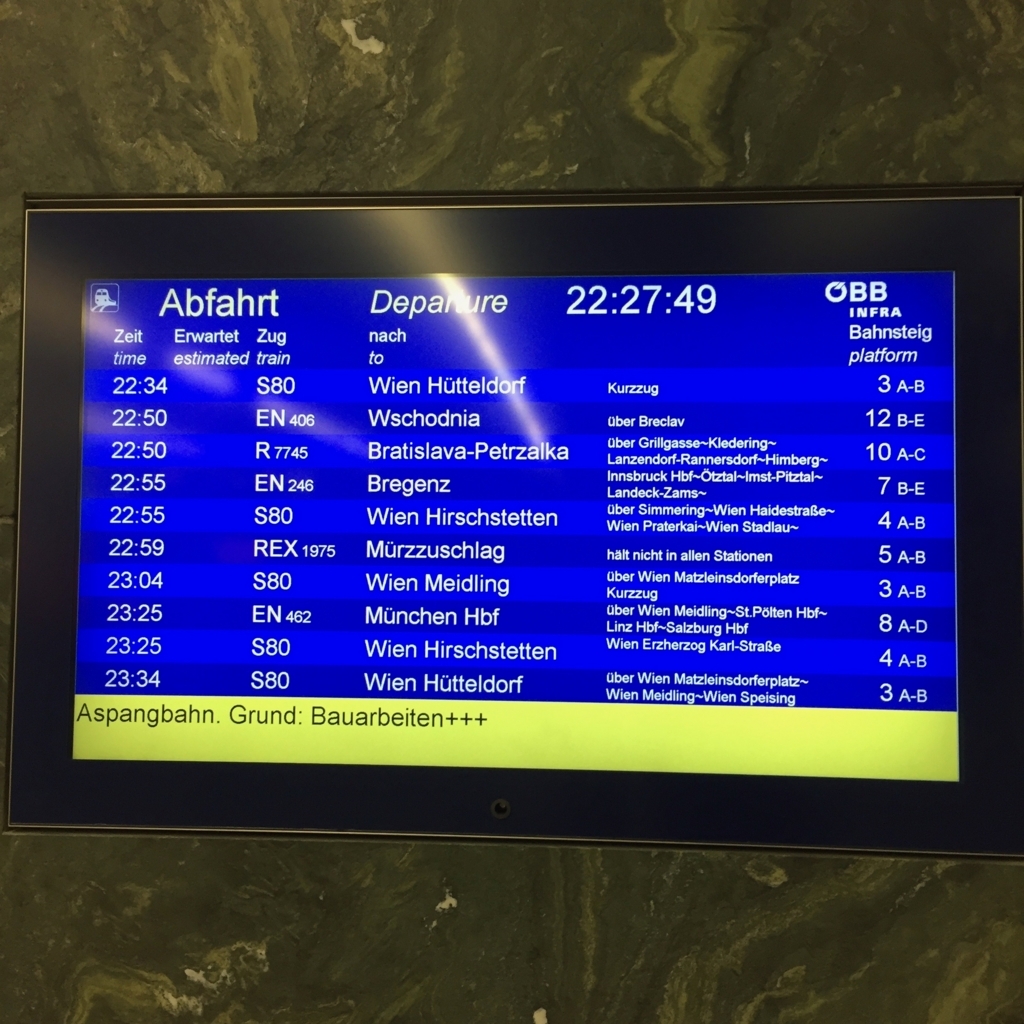 Abfahrt Departure 22:27:49 ÖBB
INFRA
Zeit Erwartet Zug nach Bahnsteig
time estimated train to platform
22:34 S80 Wien Hütteldorf Kurzzug 3 A-B
22:50 EN 406 Wschodnia über Breclav 12 B-E
22:50 R 7745 Bratislava-Petrzalka über Grillgasse~Kledering~ 10 A-C
Lanzendorf-Rannersdorf~Himberg~
22:55 EN 246 Bregenz Innsbruck Hbf~Ötztal~Imst-Pitztal~ 7 B-E
Landeck-Zams~
22:55 S80 Wien Hirschstetten über Simmering~Wien Haidestraße~ 4 A-B
Wien Praterkai~Wien Stadlau~
22:59 REX 1975 Mürzzuschlag hält nicht in allen Stationen 5 A-B
23:04 S80 Wien Meidling über Wien Matzleinsdorferplatz 3 A-B
Kurzzug
23:25 EN 462 München Hbf über Wien Meidling~St.Pölten Hbf~ 8 A-D
Linz Hbf~Salzburg Hbf
23:25 S80 Wien Hirschstetten Wien Erzherzog Karl-Straße 4 A-B
23:34 S80 Wien Hütteldorf über Wien Matzleinsdorferplatz~ 3 A-B
Wien Meidling~Wien Speising
Aspangbahn. Grund: Bauarbeiten+++